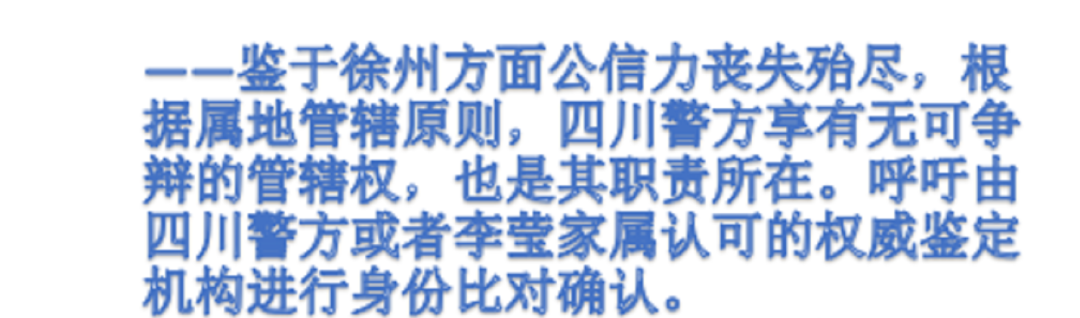 ——鉴于徐州方面公信力丧失殆尽，根
据属地管辖原则，四川警方享有无可争
辩的管辖权，也是其职责所在。呼吁由
四川警方或者李莹家属认可的权威鉴定
机构进行身份比对确认。